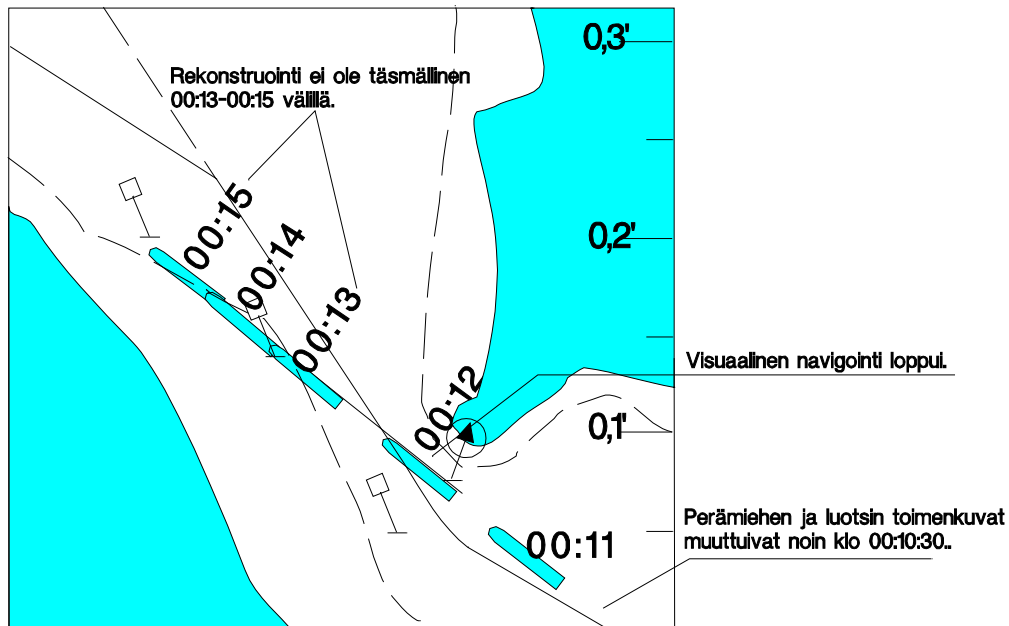 0,3'
Rekonstruointi ei ole täsmällinen
00:13-00:15 välillä.
00:15
0,2'
00:14
00:13
Visuaalinen navigointi loppui.
00:12
0,1'
Perämiehen ja luotsin toimenkuvat
muuttuivat noin klo 00:10:30..
00:11